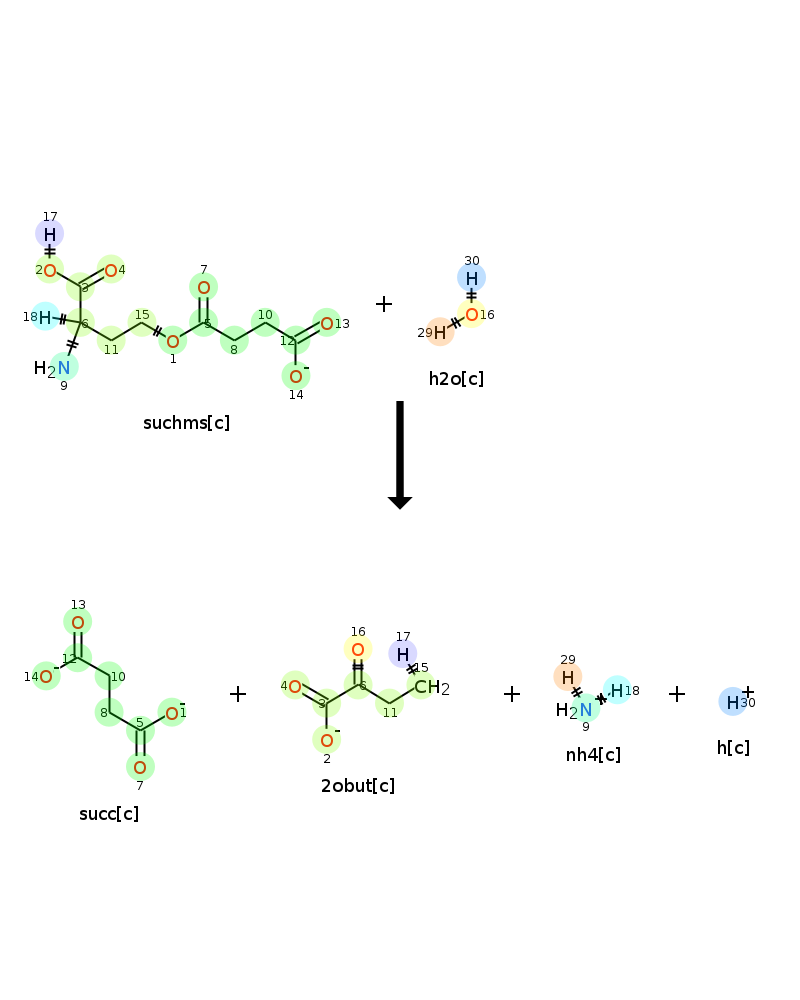 17
H
2 O O 4
3
18 H 6
H2N
9
11
15
O
1
7
O
5
8
10
12
O 13
O-
14
suchms[c]
+
30
H
O 16
29 H
h2o[c]
13
O
12
14 O-
10
8
5
O- 1
O
7
succ[c]
+
16
O
17
H
15
CH2
4 O
3
6
11
O-
2
2obut[c]
+
29
H
H 18
H2N
9
nh4[c]
+
H+
30
h[c]